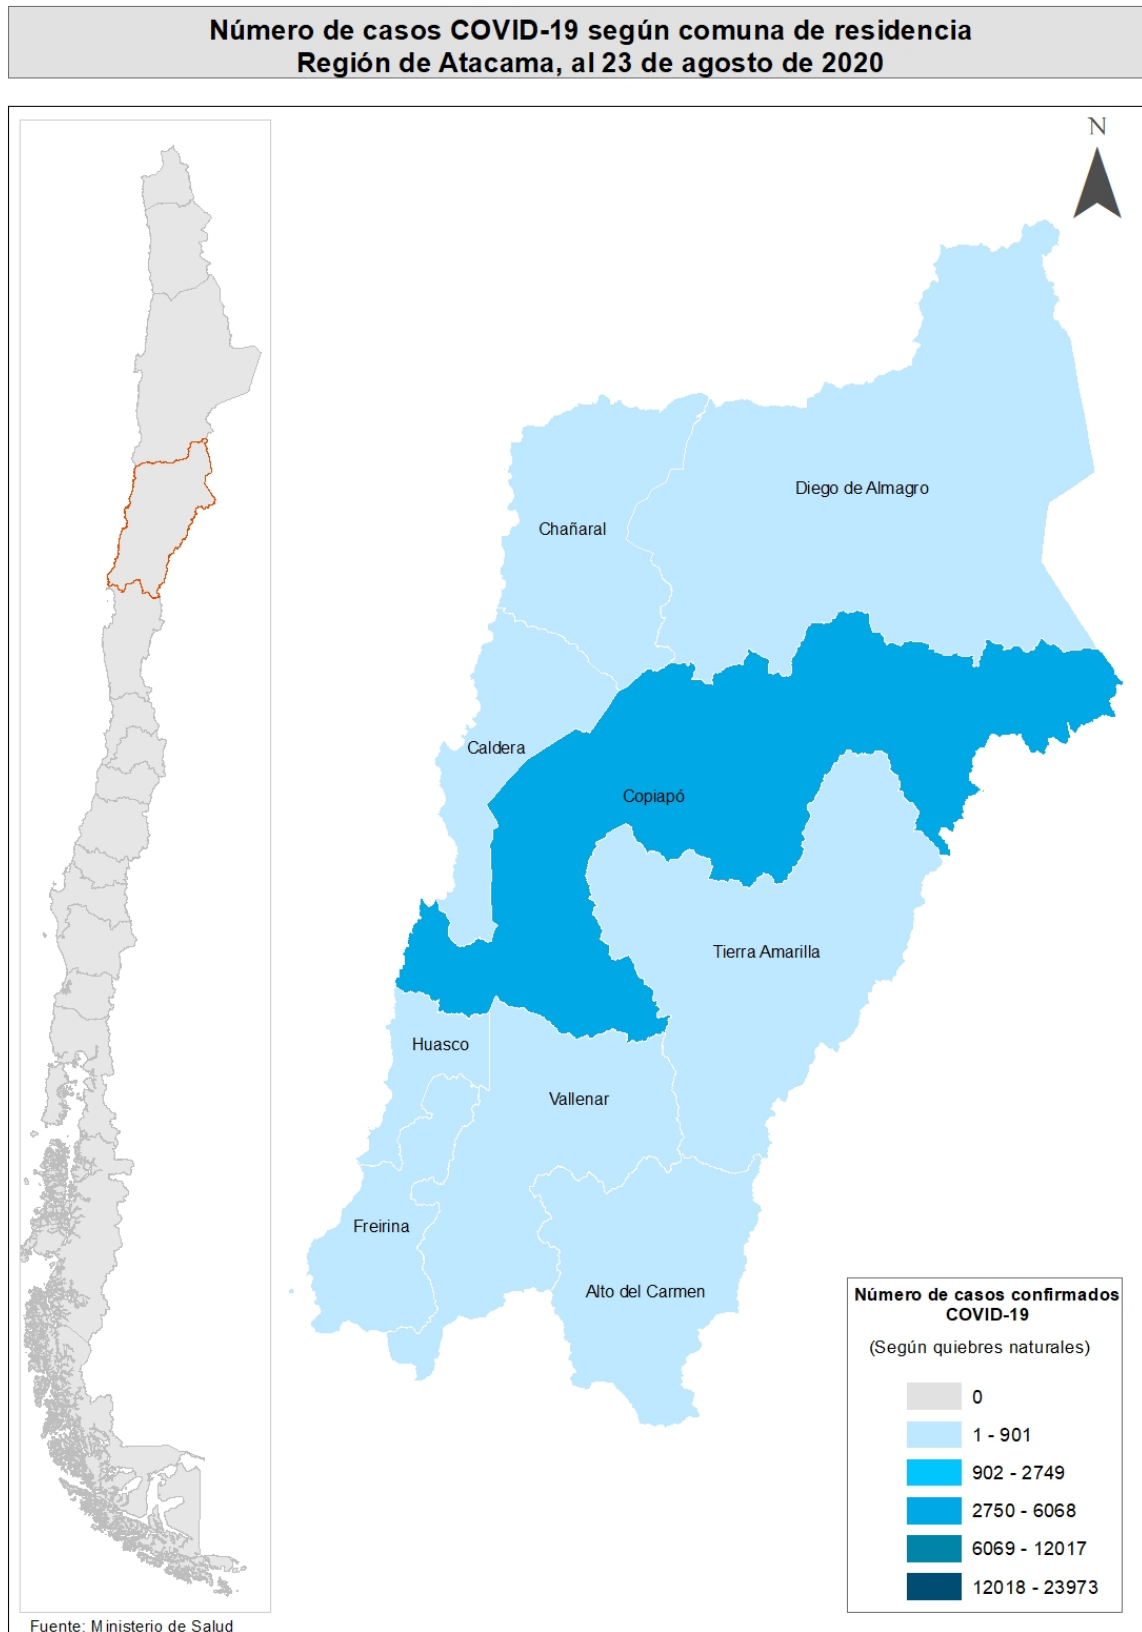 Número de casos COVID-19 según comuna de residencia
Región de Atacama, al 23 de agosto de 2020
N
Diego de Almagro
Chañaral
Caldera
Copiapó
Tierra Amarilla
Huasco
Vallenar
Freirina
Alto del Carmen
Número de casos confirmados
COVID-19
(Según quiebres naturales)
0
1 - 901
902 - 2749
2750 - 6068
6069 - 12017
12018 - 23973
Fuente: Ministerio de Salud